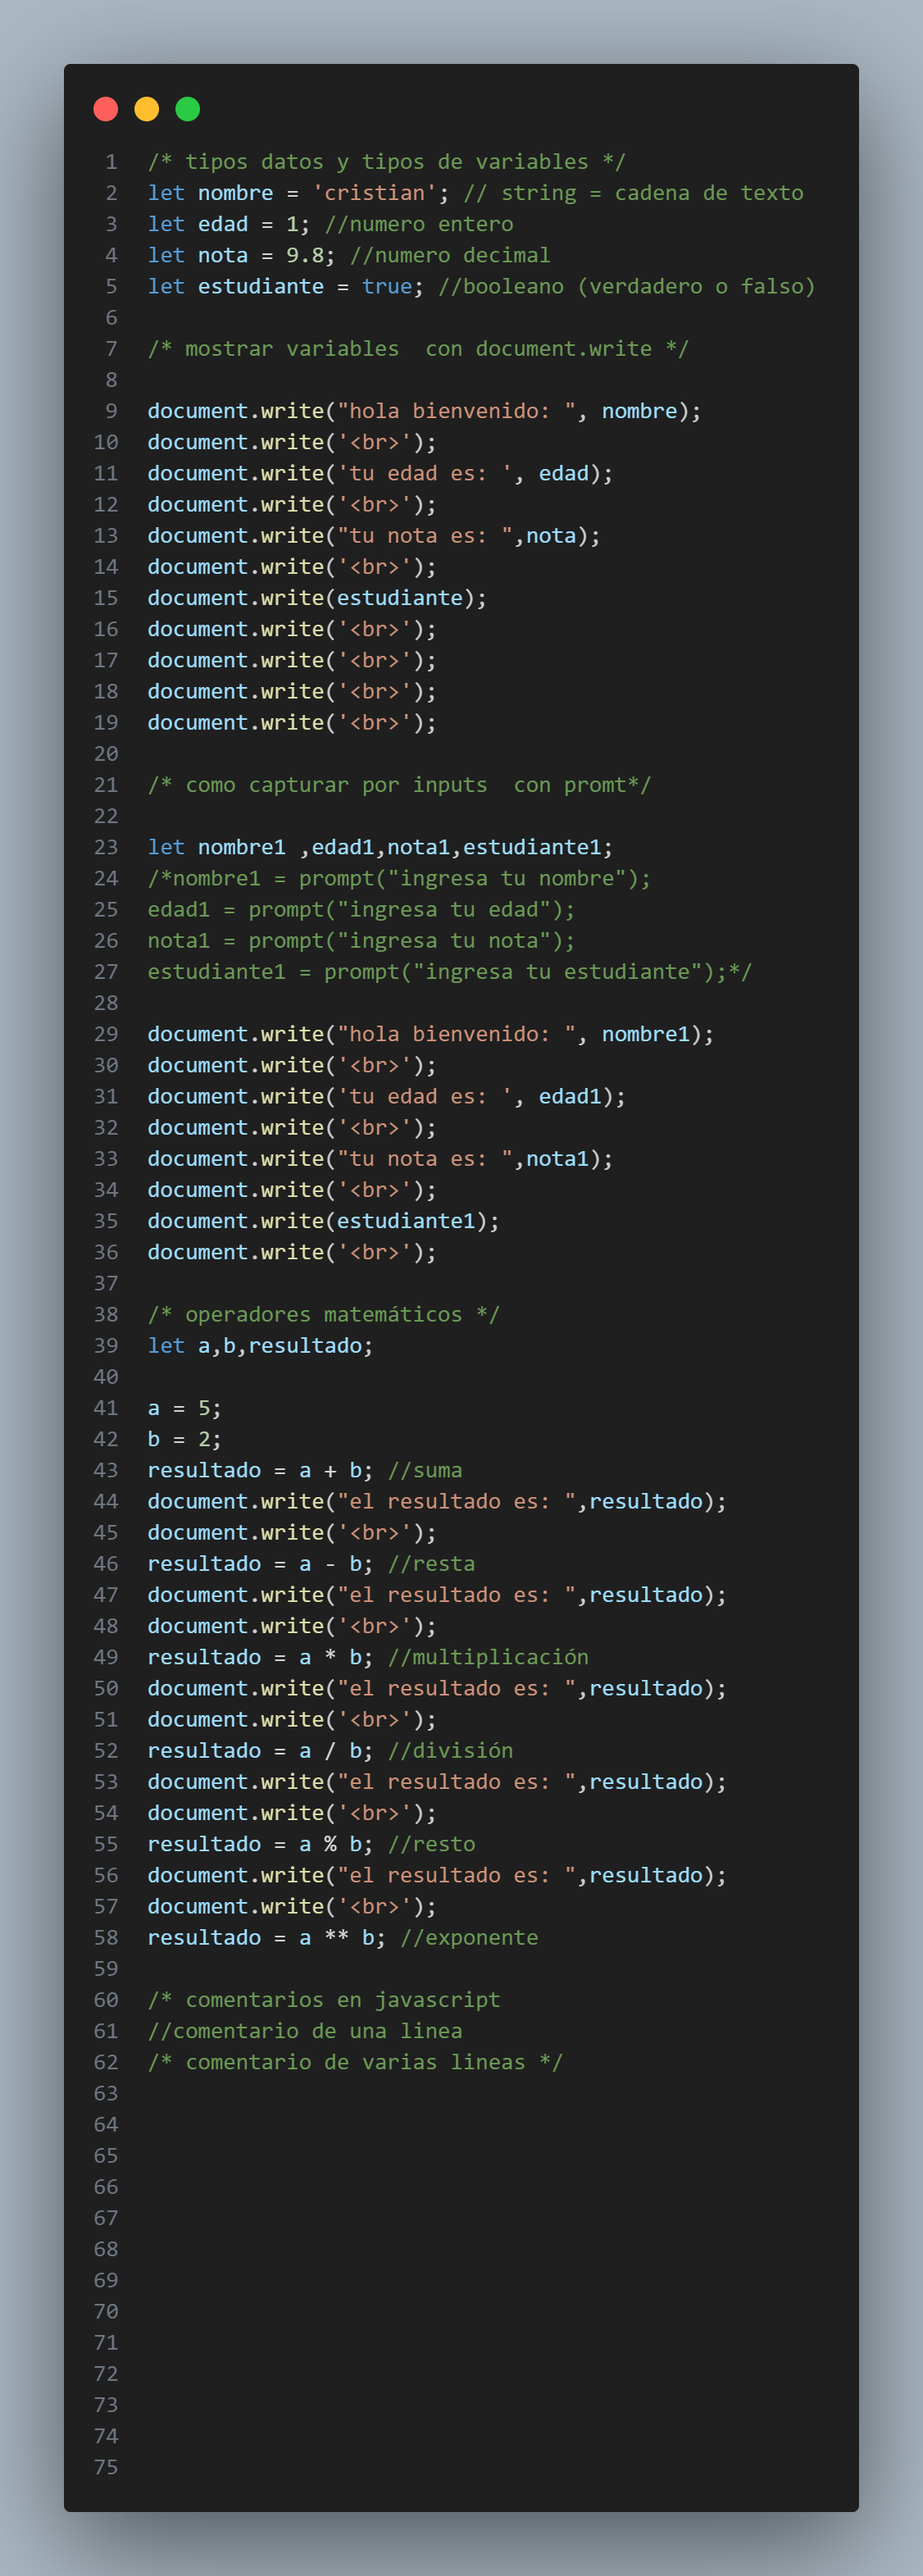 1 /* tipos datos y tipos de variables */
2 let nombre = 'cristian'; // string = cadena de texto
3 let edad = 1; //numero entero
4 let nota = 9.8; //numero decimal
5 let estudiante = true; //booleano (verdadero o falso)
6
7 /* mostrar variables  con document.write */
8
9 document.write("hola bienvenido: ", nombre);
10 document.write('<br>');
11 document.write('tu edad es: ', edad);
12 document.write('<br>');
13 document.write("tu nota es: ",nota);
14 document.write('<br>');
15 document.write(estudiante);
16 document.write('<br>');
17 document.write('<br>');
18 document.write('<br>');
19 document.write('<br>');
20
21 /* como capturar por inputs  con promt*/
22
23 let nombre1 ,edad1,nota1,estudiante1;
24 /*nombre1 = prompt("ingresa tu nombre");
25 edad1 = prompt("ingresa tu edad");
26 nota1 = prompt("ingresa tu nota");
27 estudiante1 = prompt("ingresa tu estudiante");*/
28
29 document.write("hola bienvenido: ", nombre1);
30 document.write('<br>');
31 document.write('tu edad es: ', edad1);
32 document.write('<br>');
33 document.write("tu nota es: ",nota1);
34 document.write('<br>');
35 document.write(estudiante1);
36 document.write('<br>');
37
38 /* operadores matemáticos */
39 let a,b,resultado;
40
41 a = 5;
42 b = 2;
43 resultado = a + b; //suma
44 document.write("el resultado es: ",resultado);
45 document.write('<br>');
46 resultado = a - b; //resta
47 document.write("el resultado es: ",resultado);
48 document.write('<br>');
49 resultado = a * b; //multiplicación
50 document.write("el resultado es: ",resultado);
51 document.write('<br>');
52 resultado = a / b; //división
53 document.write("el resultado es: ",resultado);
54 document.write('<br>');
55 resultado = a % b; //resto
56 document.write("el resultado es: ",resultado);
57 document.write('<br>');
58 resultado = a ** b; //exponente
59
60 /* comentarios en javascript
61 //comentario de una linea
62 /* comentario de varias lineas */
63
64
65
66
67
68
69
70
71
72
73
74
75